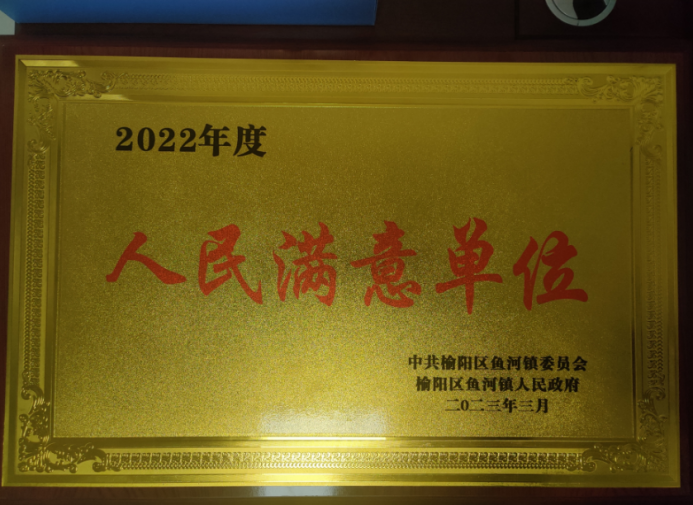 2022年度
人民满意单位
中共榆阳区鱼河镇委员会
榆阳区鱼河镇人民政府
二0二三年三月